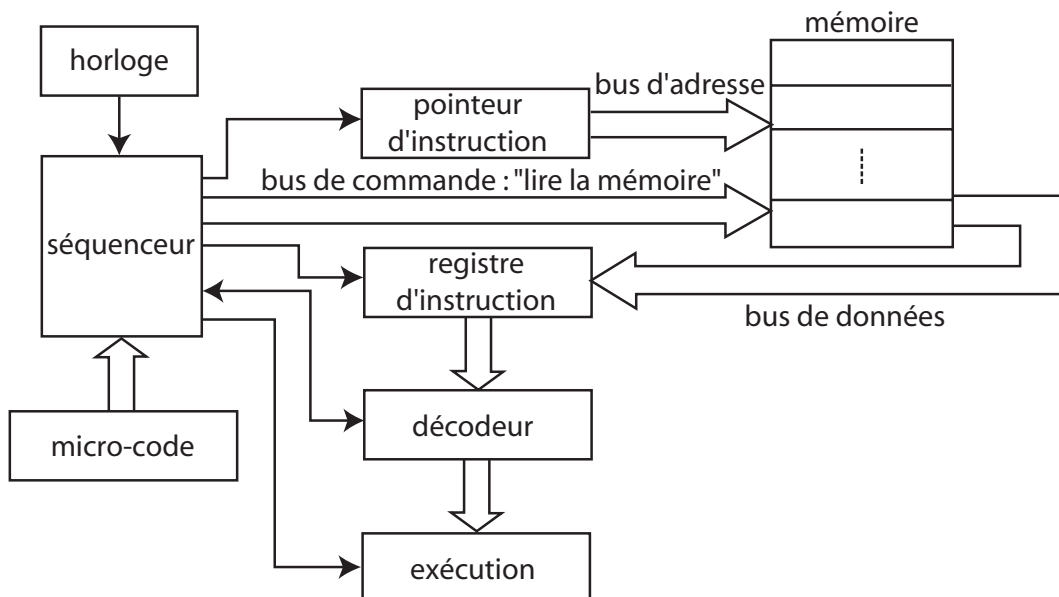 mémoire
horloge
bus d'adresse
pointeur
d'instruction
bus de commande : "lire la mémoire"
séquenceur
registre
d'instruction
bus de données
décodeur
micro-code
exécution